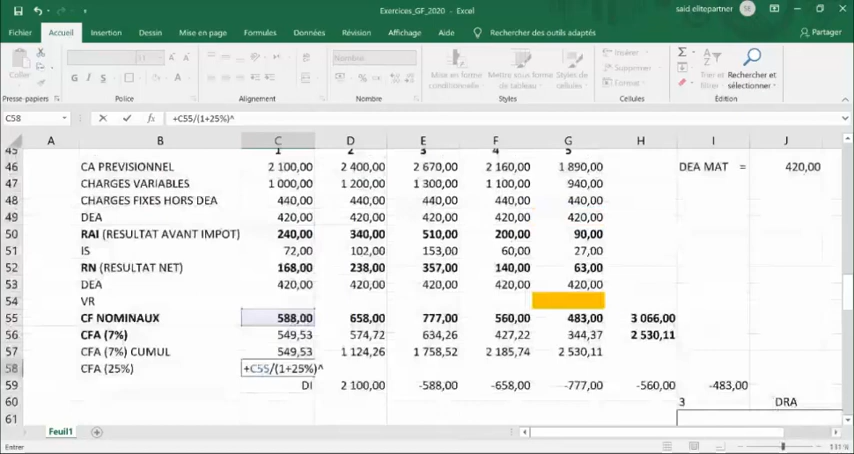 Exercices_GF_2020 - Excel
said.elitepartner SB
Fichier Accueil Insertion Dessin Mise en page Formules Données Révision Affichage Aide Rechercher des outils adaptés Partager
Coller
G I S
Nombre
Mise en forme conditionnelle
Mettre sous forme de tableau
Styles de cellules
Insérer
Supprimer
Format
Trier et
Rechercher et sélectionner
Presse-papiers Police Alignement Nombre Styles Cellules Édition
C58 fx +C55/(1+25%)^
A B C D E F G H I J
45 1 2 3 4 5
46 CA PREVISIONNEL 2 100,00 2 400,00 2 670,00 2 160,00 1 890,00 DEA MAT = 420,00
47 CHARGES VARIABLES 1 000,00 1 200,00 1 300,00 1 100,00 940,00
48 CHARGES FIXES HORS DEA 440,00 440,00 440,00 440,00 440,00
49 DEA 420,00 420,00 420,00 420,00 420,00
50 RAI (RESULTAT AVANT IMPOT) 240,00 340,00 510,00 200,00 90,00
51 IS 72,00 102,00 153,00 60,00 27,00
52 RN (RESULTAT NET) 168,00 238,00 357,00 140,00 63,00
53 DEA 420,00 420,00 420,00 420,00 420,00
54 VR
55 CF NOMINAUX 588,00 658,00 777,00 560,00 483,00 3 066,00
56 CFA (7%) 549,53 574,72 634,26 427,22 344,37 2 530,11
57 CFA (7%) CUMUL 549,53 1 124,26 1 758,52 2 185,74 2 530,11
58 CFA (25%) +C55/(1+25%)^
59 DI 2 100,00 -588,00 -658,00 -777,00 -560,00 -483,00
60 3 DRA
61
Feuil1
Entrer